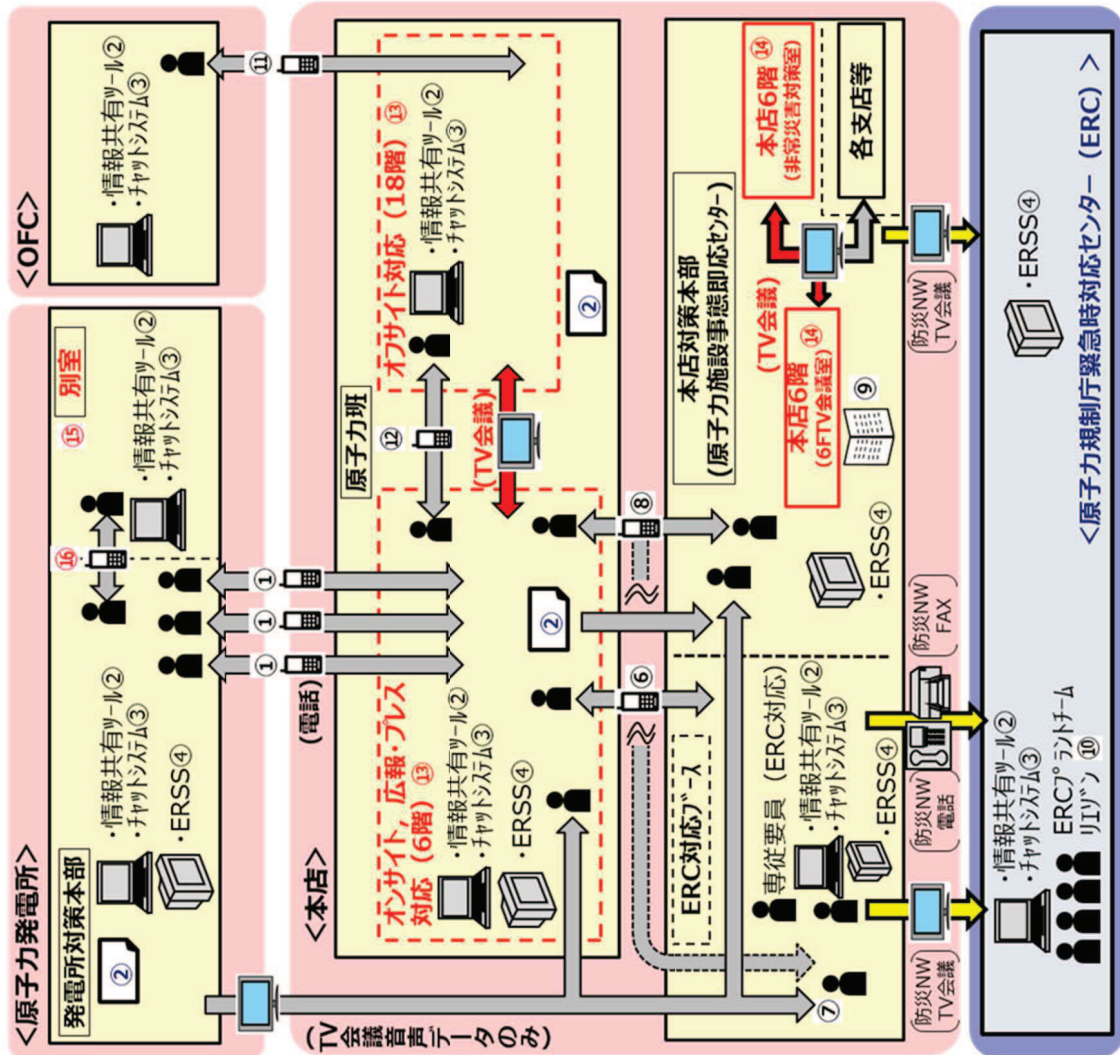 <原子力発電所>
発電所対策本部
②
・情報共有ツール②
・チャットシステム③
・ERSS④
⑯
⑮
別室
・情報共有ツール②
・チャットシステム③
<OFC>
・情報共有ツール②
・チャットシステム③
⑪
①
①
①
(電話)
(TV会議音声データのみ)
<本店>
原子力班
オンサイト，広報・プレス
対応（6階）⑬
・情報共有ツール②
・チャットシステム③
・ERSS④
②
⑫
(TV会議)
オフサイト対応（18階）⑬
・情報共有ツール②
・チャットシステム③
②
⑥
⑧
ERC対応ブース
専従要員（ERC対応）
・情報共有ツール②
・チャットシステム③
・ERSS④
⑦
本店対策本部
(原子力施設事態即応センター)
・ERSS④
⑨
本店6階 ⑭
(6FTV会議室)
(TV会議)
本店6階 ⑭
(非常災害対策室)
各支店等
防災NW
TV会議
防災NW
電話
防災NW
FAX
防災NW
TV会議
・情報共有ツール②
・チャットシステム③
ERCプラントチーム
リエゾン ⑩
・ERSS④
<原子力規制庁緊急時対応センター（ERC）>